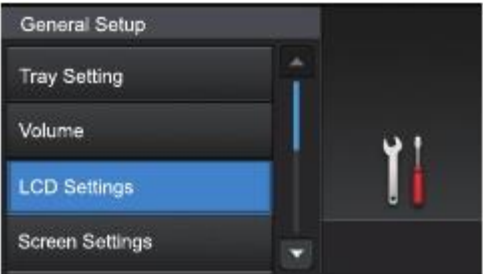 General Setup
Tray Setting
Volume
LCD Settings
Screen Settings